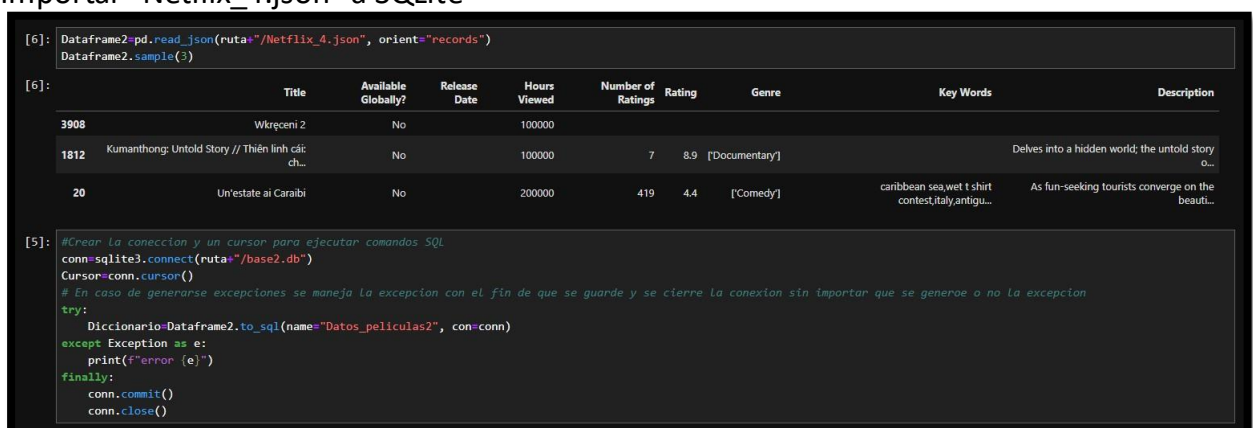 Importar "Netflix_4.json" a SQLite
[6]: Dataframe2=pd.read_json(ruta+"/Netflix_4.json", orient="records")
Dataframe2.sample(3)
[6]: Title Available Globally? Release Date Hours Viewed Number of Ratings Rating Genre Key Words Description
3908 Wkręceni 2 No 100000
1812 Kumanthong: Untold Story // Thiên linh cái: ch... No 100000 7 8.9 ['Documentary'] Delves into a hidden world; the untold story o...
20 Un'estate ai Caraibi No 200000 419 4.4 ['Comedy'] caribbean sea,wet t shirt contest,italy,antigu... As fun-seeking tourists converge on the beauti...
[5]: #Crear la coneccion y un cursor para ejecutar comandos SQL
conn=sqlite3.connect(ruta+"/base2.db")
Cursor=conn.cursor()
# En caso de generarse excepciones se maneja la excepcion con el fin de que se guarde y se cierre la conexion sin importar que se generoe o no la excepcion
try:
    Diccionario=Dataframe2.to_sql(name="Datos_peliculas2", con=conn)
except Exception as e:
    print(f"error {e}")
finally:
    conn.commit()
    conn.close()